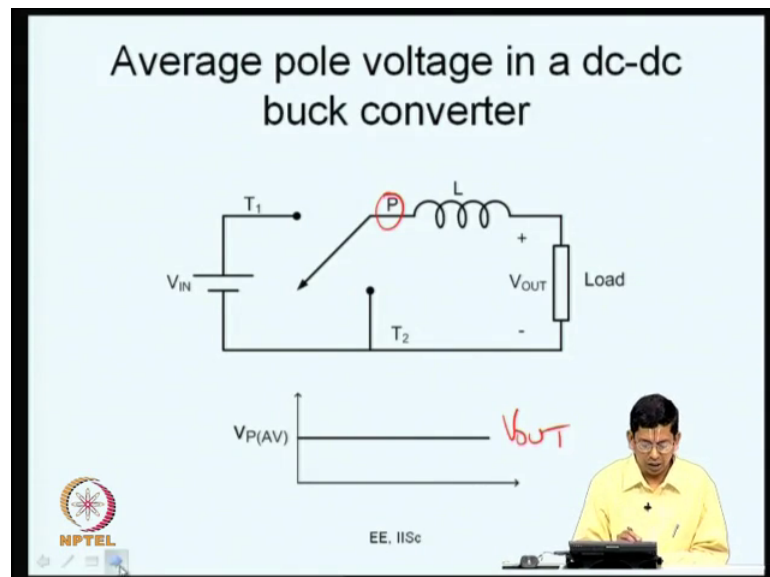 Average pole voltage in a dc-dc
buck converter
T1
P
L
+
VIN
VOUT
Load
T2
-
VP(AV)
VOUT
NPTEL
EE, IISc